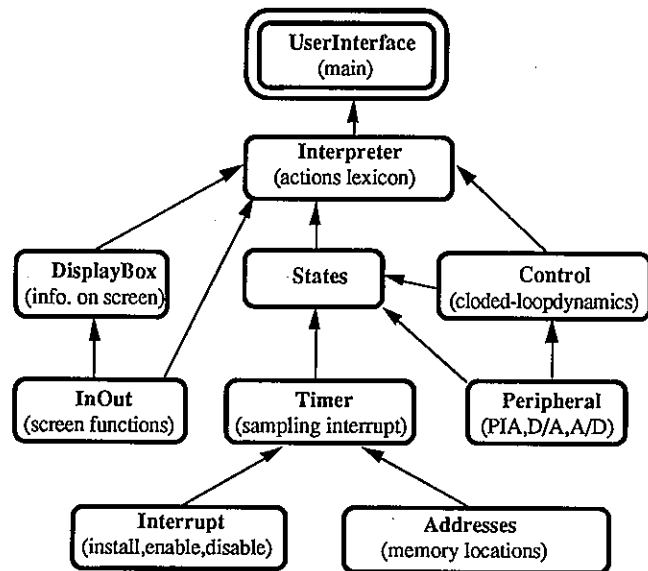 UserInterface
(main)
Interpreter
(actions lexicon)
DisplayBox
(info. on screen)
States
Control
(cloded-loopdynamics)
InOut
(screen functions)
Timer
(sampling interrupt)
Peripheral
(PIA,D/A,A/D)
Interrupt
(install,enable,disable)
Addresses
(memory locations)